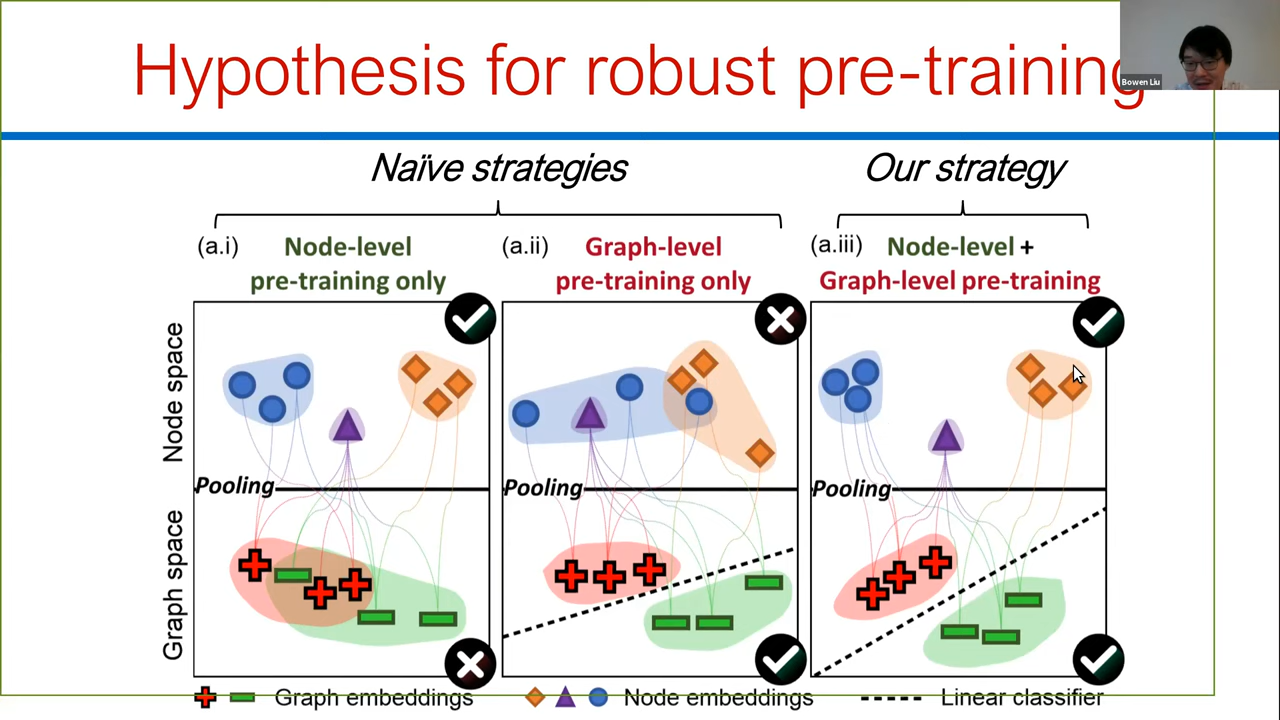 Hypothesis for robust pre-training
Bowen Liu
Naïve strategies
Our strategy
(a.i) Node-level
pre-training only
(a.ii) Graph-level
pre-training only
(a.iii) Node-level +
Graph-level pre-training
Node space
Pooling
Pooling
Pooling
Graph space
Graph embeddings
Node embeddings
Linear classifier